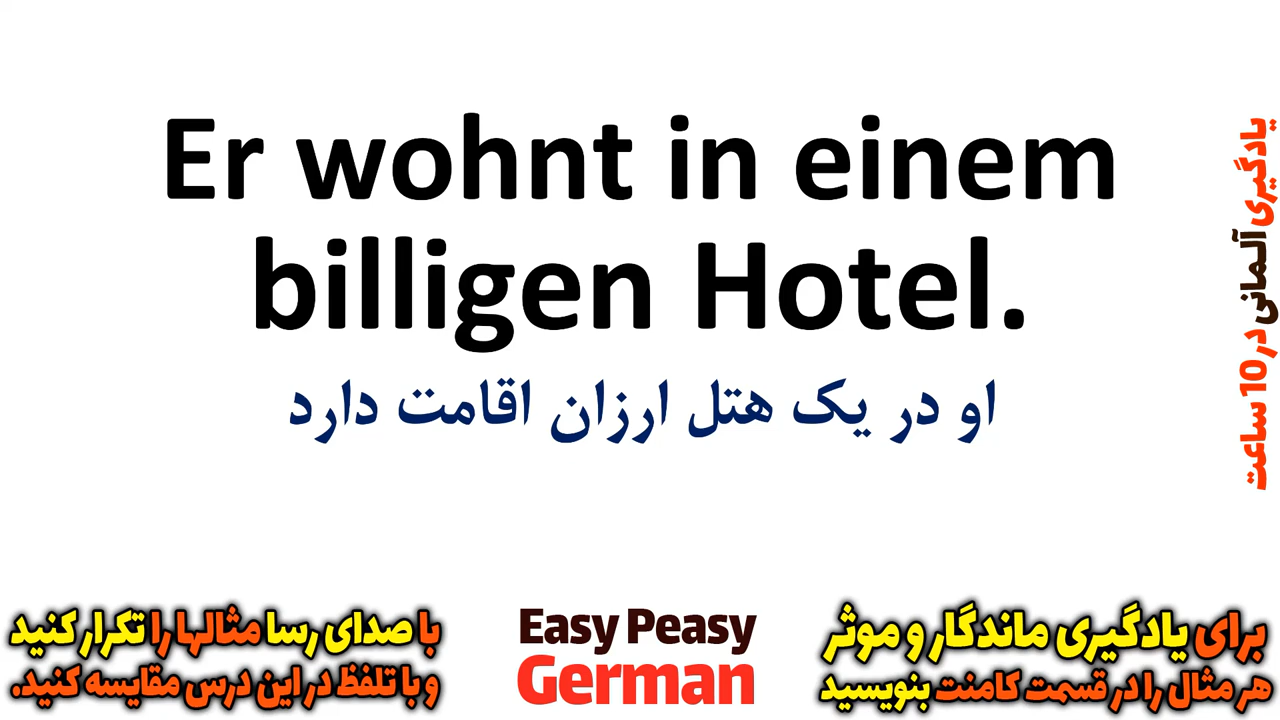 Er wohnt in einem
billigen Hotel.
او در یک هتل ارزان اقامت دارد
یادگیری آلمانی در 10 ساعت
با صدای رسا مثالها را تکرار کنید
و با تلفظ در این درس مقایسه کنید.
Easy Peasy
German
برای یادگیری ماندگار و موثر
هر مثال را در قسمت کامنت بنویسید